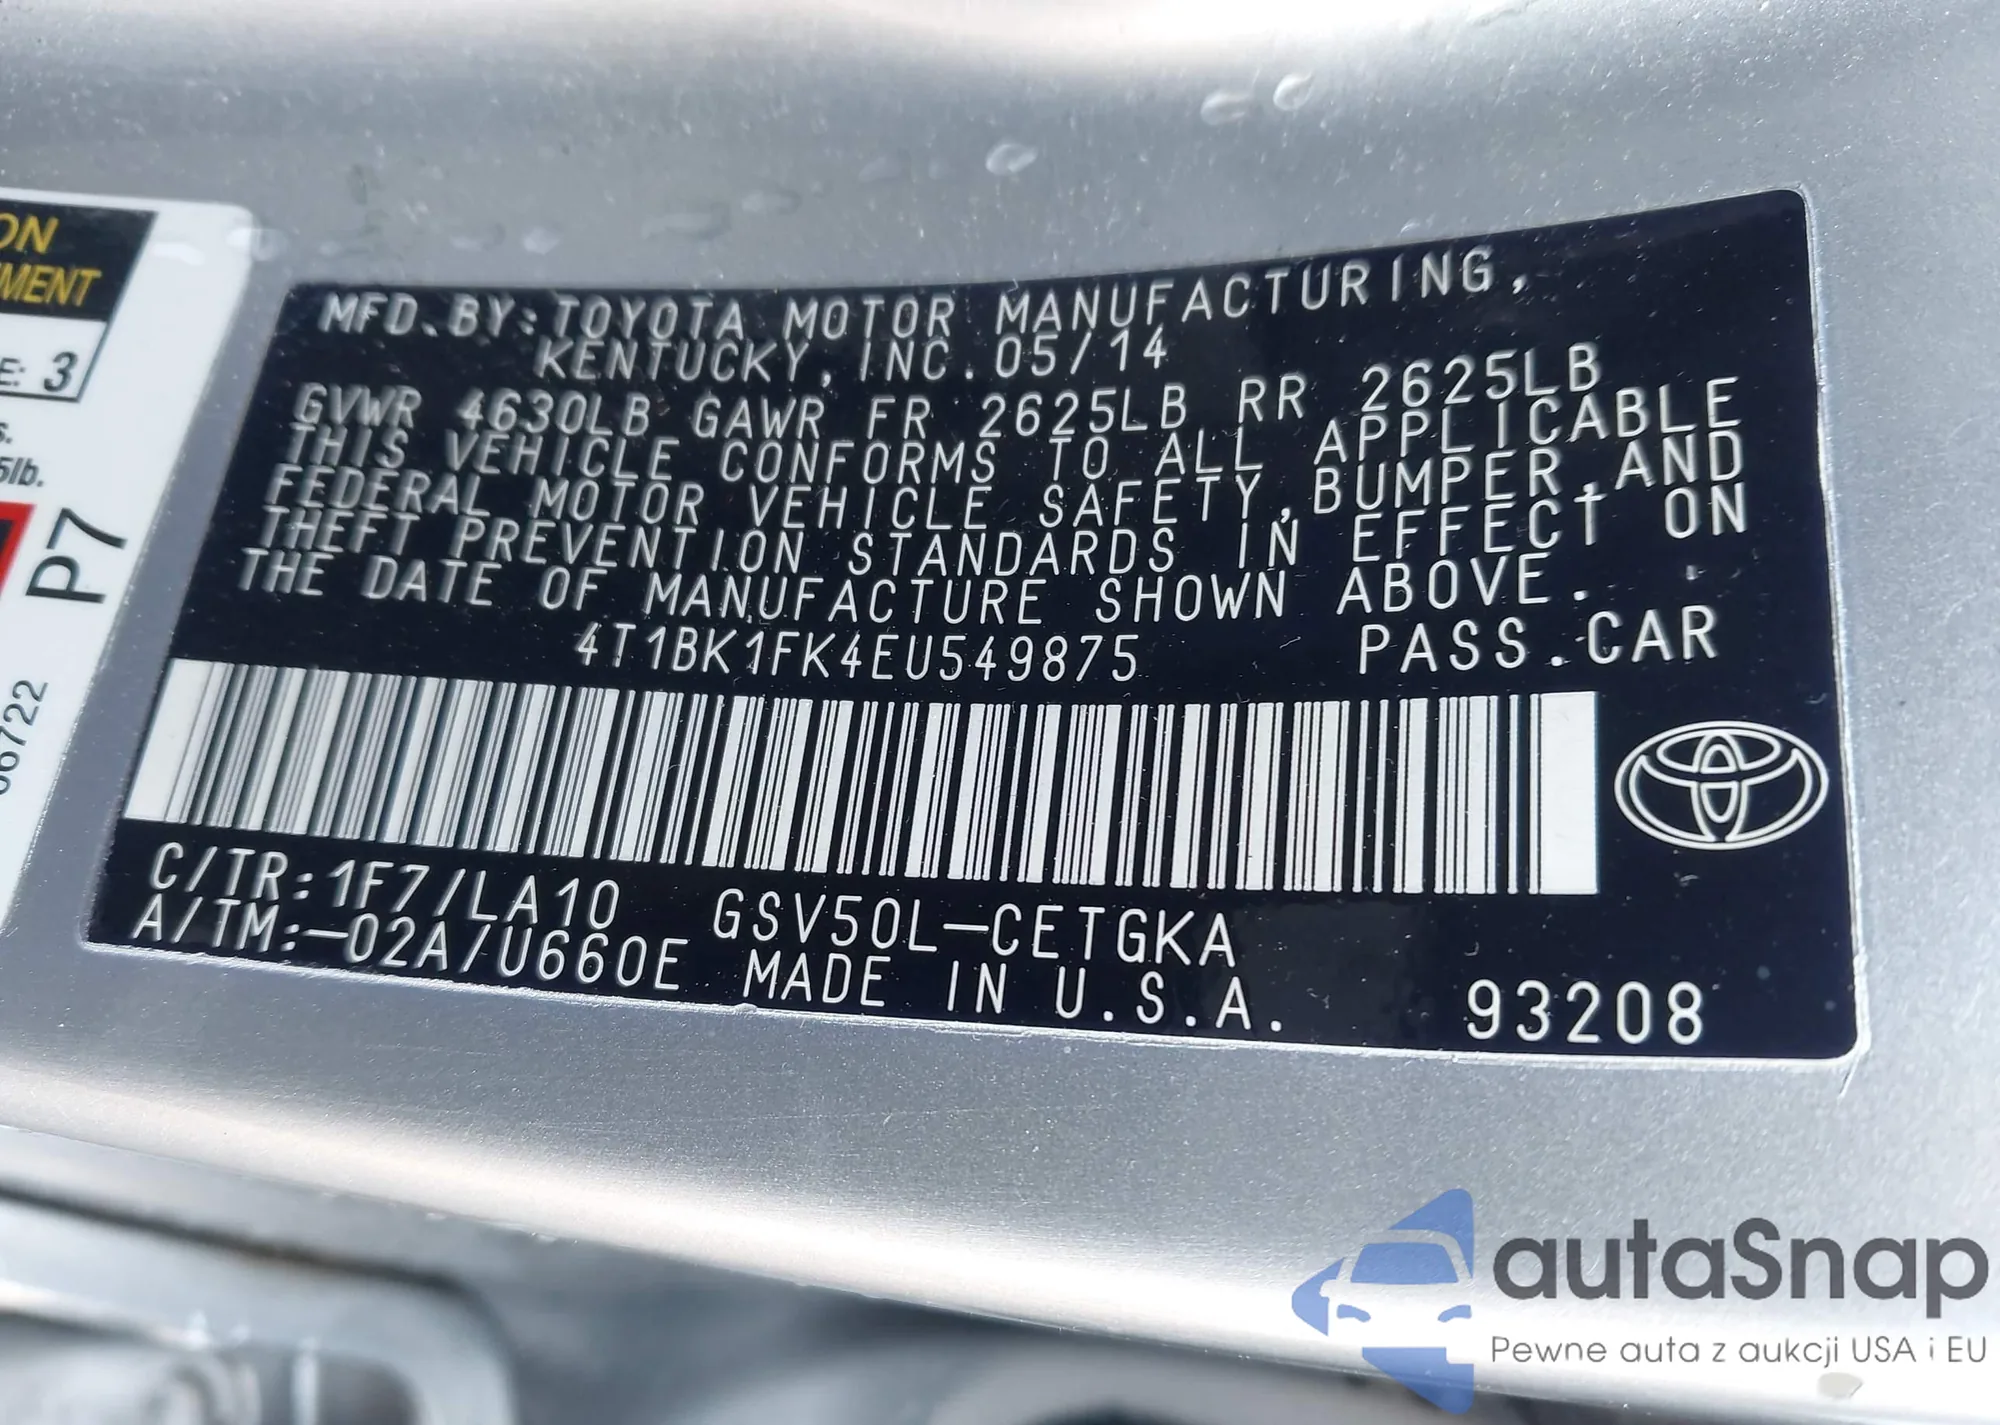 ON
EMENT
E: 3
s.
5lb.
P7
06722
MFD. BY: TOYOTA MOTOR MANUFACTURING,
KENTUCKY, INC. 05/14
GVWR 4630LB GAWR FR 2625LB RR 2625LB
THIS VEHICLE CONFORMS TO ALL APPLICABLE
FEDERAL MOTOR VEHICLE SAFETY, BUMPER, AND
THEFT PREVENTION STANDARDS IN EFFECT ON
THE DATE OF MANUFACTURE SHOWN ABOVE.
4T1BK1FK4EU549875 PASS.CAR
C/TR:1F7/LA10 GSV50L-CETGKA
A/TM:-02A/U660E MADE IN U.S.A. 93208
autaSnap
Pewne auta z aukcji USA i EU